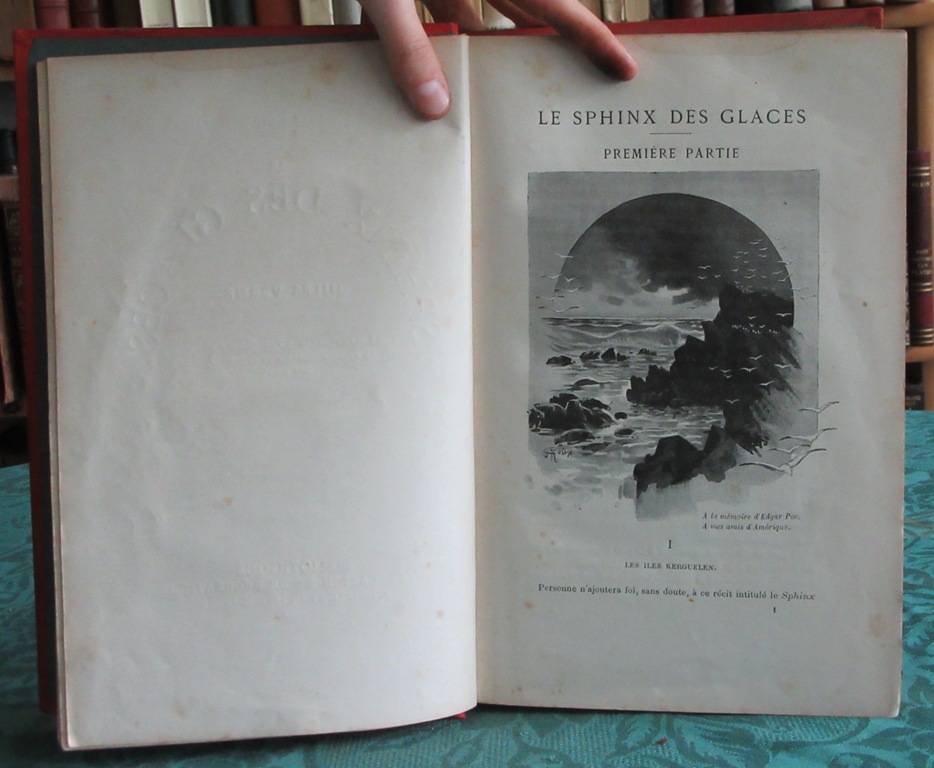 LE SPHINX DES GLACES
PREMIÈRE PARTIE
A la mémoire d'Edgar Poe.
A mes amis d'Amérique.
I
LES ILES KERGUELEN.
Personne n'ajoutera foi, sans doute, à ce récit intitulé le Sphinx
1